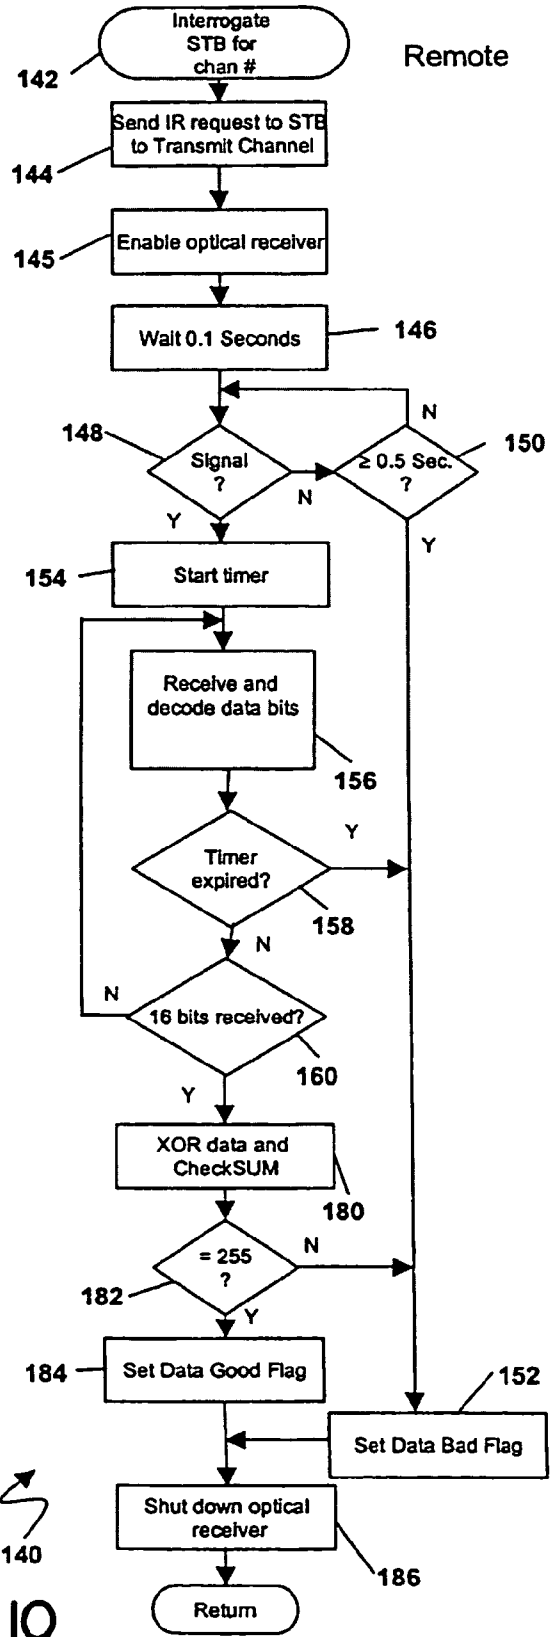 Interrogate
STB for
chan #
Remote
142
Send IR request to STB
to Transmit Channel
144
Enable optical receiver
145
Wait 0.1 Seconds
146
N
148
Signal
?
N
≥ 0.5 Sec.
?
150
Y
Y
154
Start timer
Receive and
decode data bits
156
Y
Timer
expired?
158
N
N
16 bits received?
160
Y
XOR data and
CheckSUM
180
= 255
?
N
182
Y
184
Set Data Good Flag
152
Set Data Bad Flag
Shut down optical
receiver
140
186
10
Return